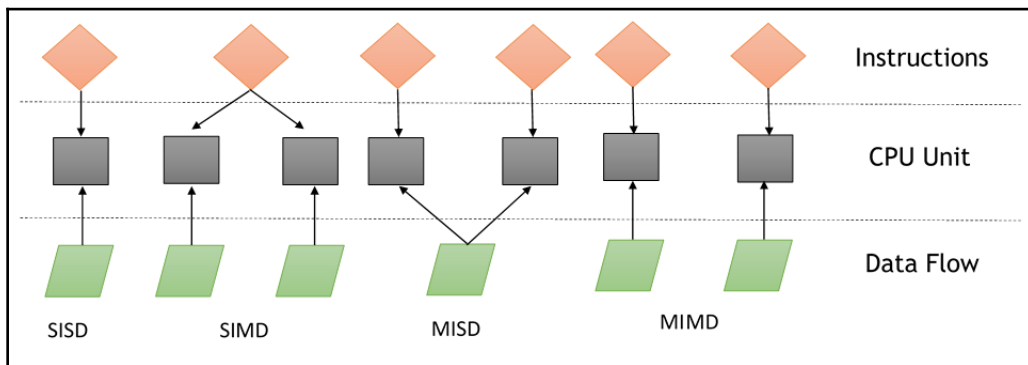 Instructions
CPU Unit
Data Flow
SISD
SIMD
MISD
MIMD